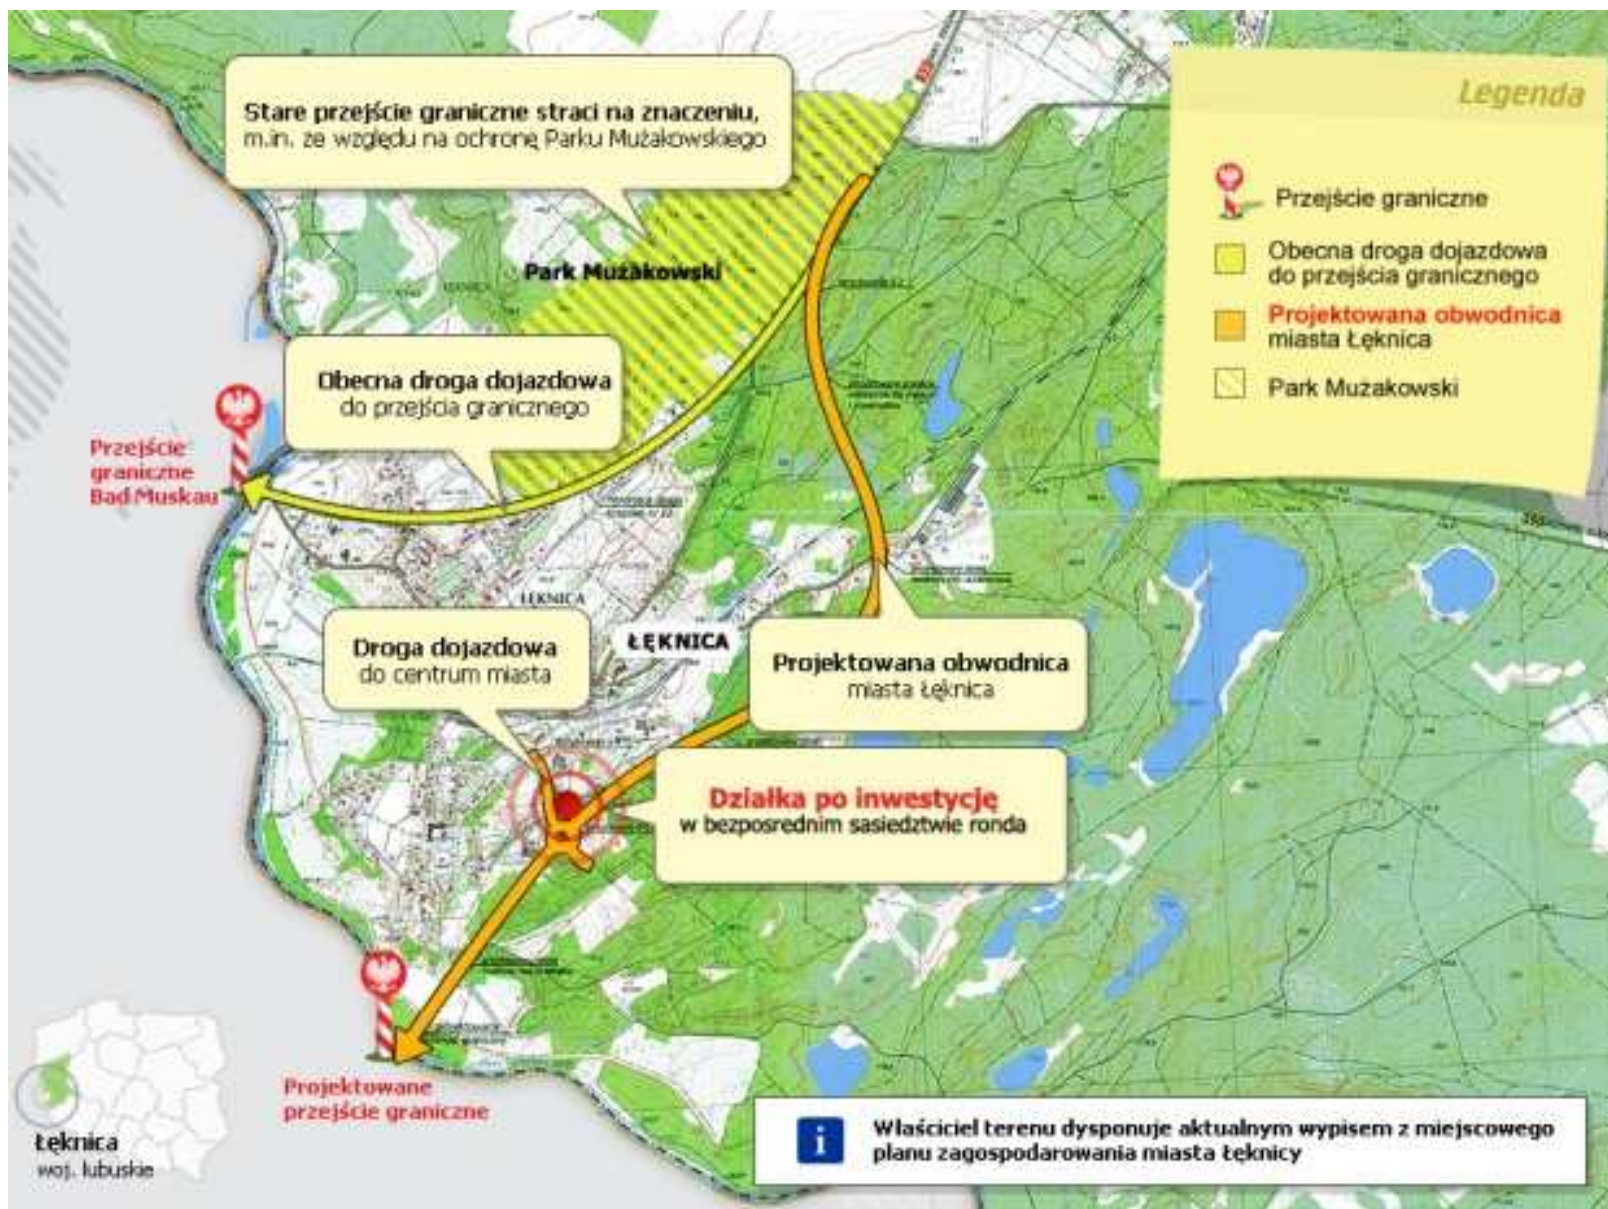 Stare przejście graniczne straci na znaczeniu,
m.in. ze względu na ochronę Parku Mużakowskiego
Legenda
Przejście graniczne
Obecna droga dojazdowa
do przejścia granicznego
Projektowana obwodnica
miasta Łęknica
Park Mużakowski
Park Mużakowski
Obecna droga dojazdowa
do przejścia granicznego
Przejście
graniczne
Bad Muskau
ŁĘKNICA
Droga dojazdowa
do centrum miasta
ŁĘKNICA
Projektowana obwodnica
miasta Łęknica
Działka po inwestycję
w bezposrednim sasiedztwie ronda
Projektowane
przejście graniczne
Łęknica
woj. lubuskie
i
Właściciel terenu dysponuje aktualnym wypisem z miejscowego
planu zagospodarowania miasta Łęknicy